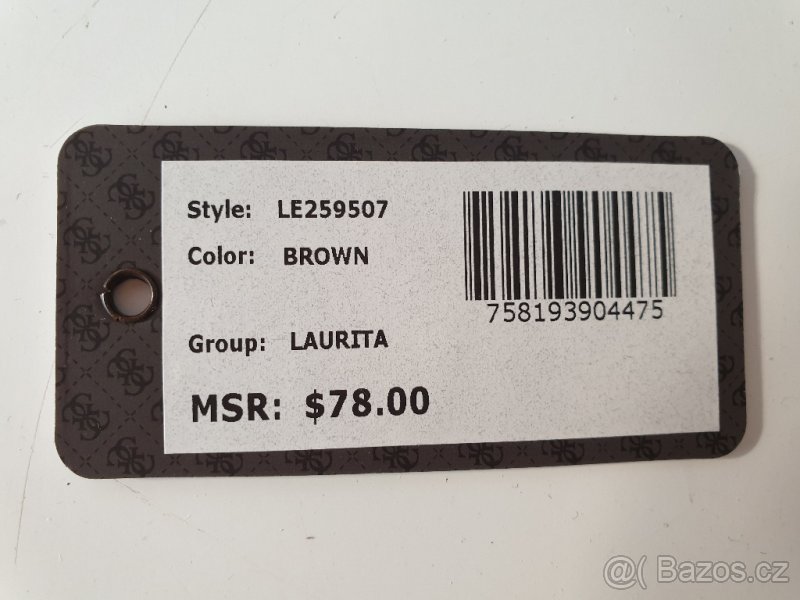 Style: LE259507
Color: BROWN
758193904475
Group: LAURITA
MSR: $78.00
@( Bazos.cz